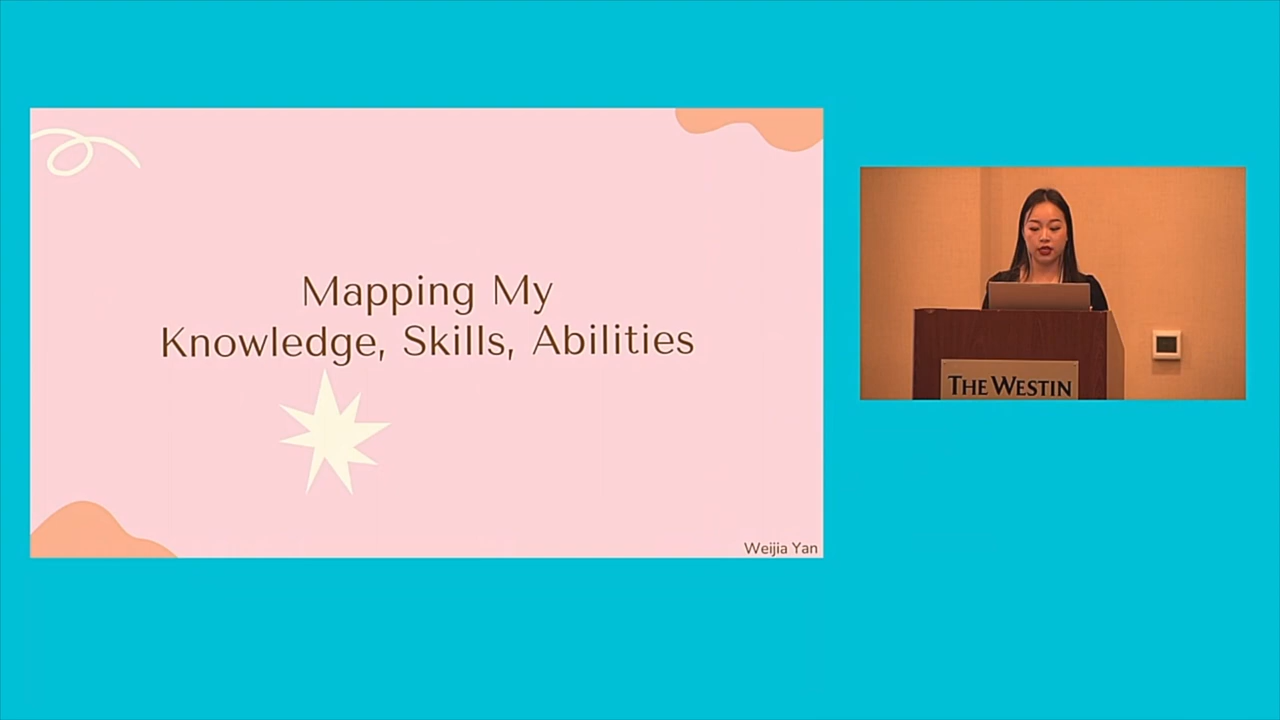 Mapping My
Knowledge, Skills, Abilities
Weijia Yan
THE WESTIN